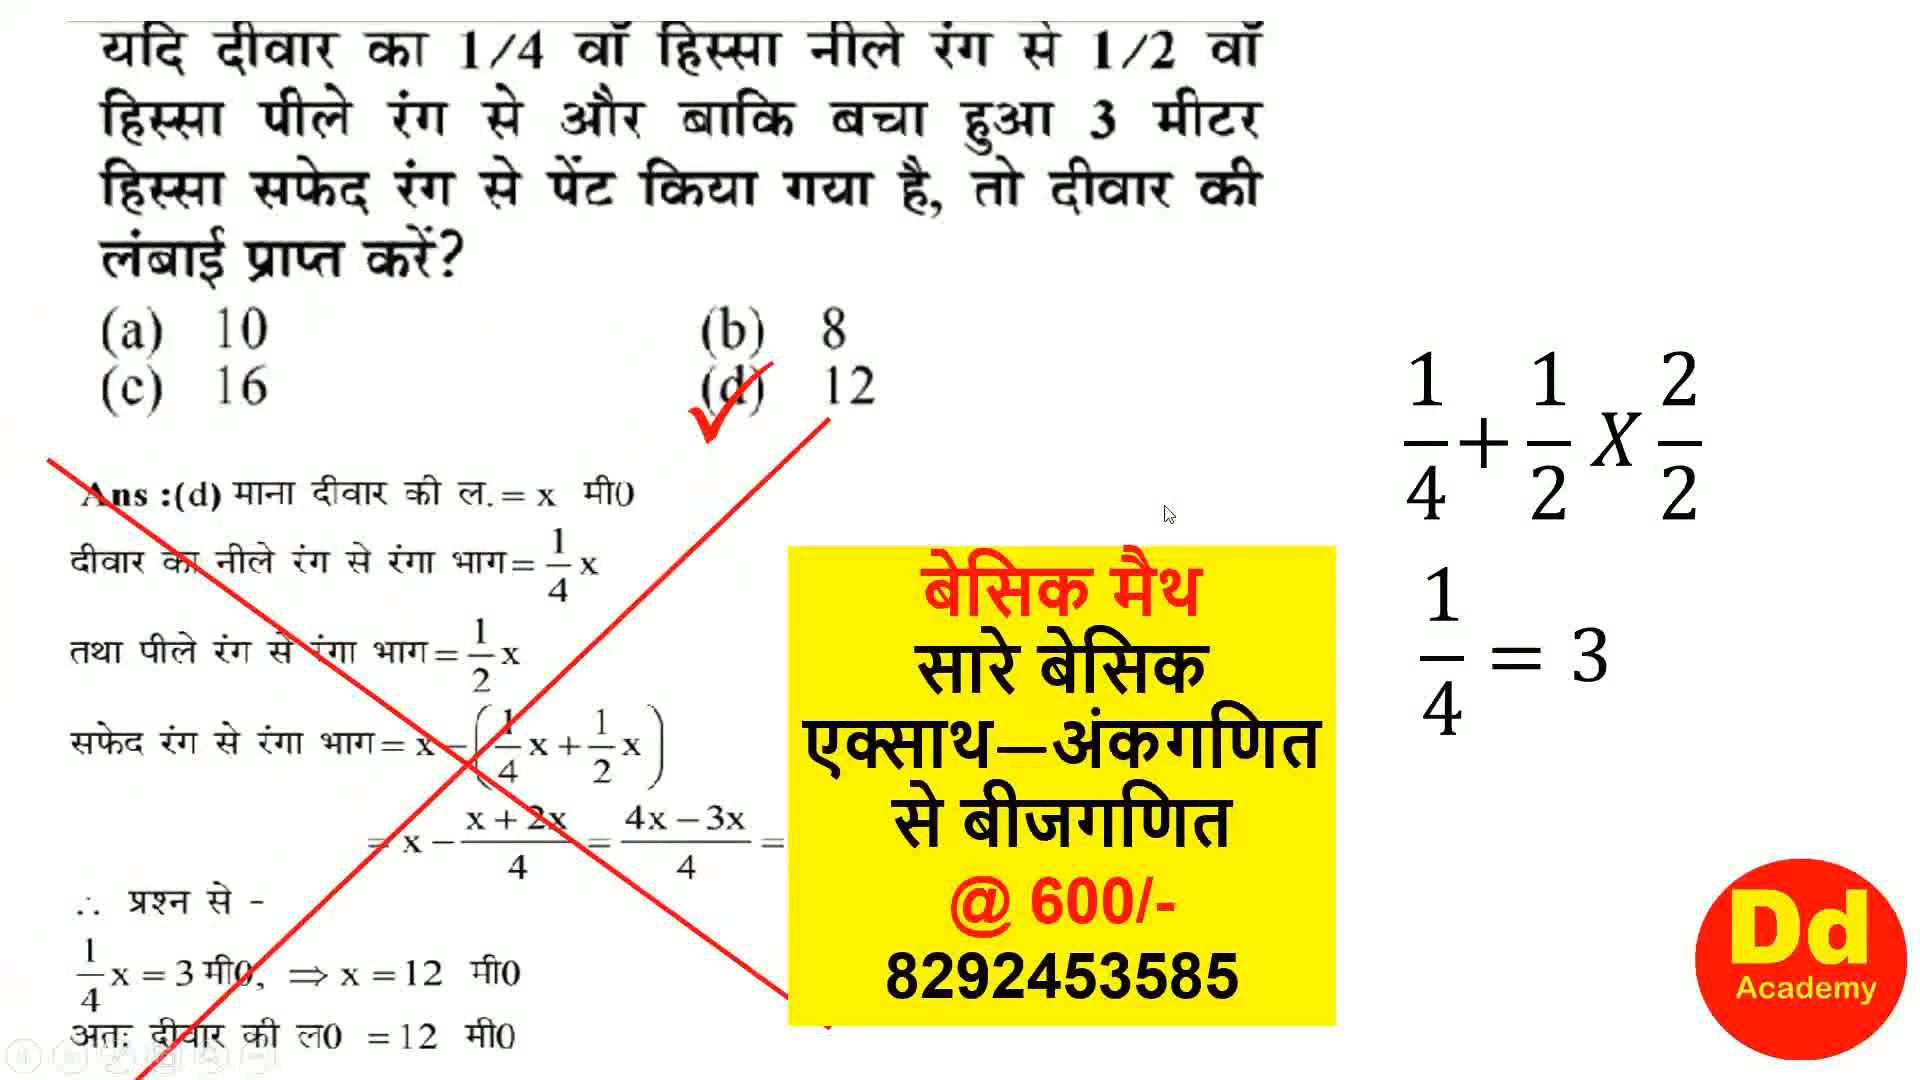 यदि दीवार का 1/4 वाॅ हिस्सा नीले रंग से 1/2 वाॅ
हिस्सा पीले रंग से और बाकि बचा हुआ 3 मीटर
हिस्सा सफेद रंग से पेंट किया गया है, तो दीवार की
लंबाई प्राप्त करें?
(a) 10 (b) 8
(c) 16 (d) 12
Ans :(d) माना दीवार की ल. = x मी0
दीवार का नीले रंग से रंगा भाग = 1/4 x
तथा पीले रंग से रंगा भाग = 1/2 x
सफेद रंग से रंगा भाग = x − (1/4 x + 1/2 x)
= x − (x + 2x)/4 = (4x − 3x)/4 =
∴ प्रश्न से -
1/4 x = 3 मी0, ⇒ x = 12 मी0
अतः दीवार की ल0 = 12 मी0
बेसिक मैथ
सारे बेसिक
एक्साथ—अंकगणित
से बीजगणित
@ 600/-
8292453585
1/4 + 1/2 X 2/2
1/4 = 3
Dd
Academy